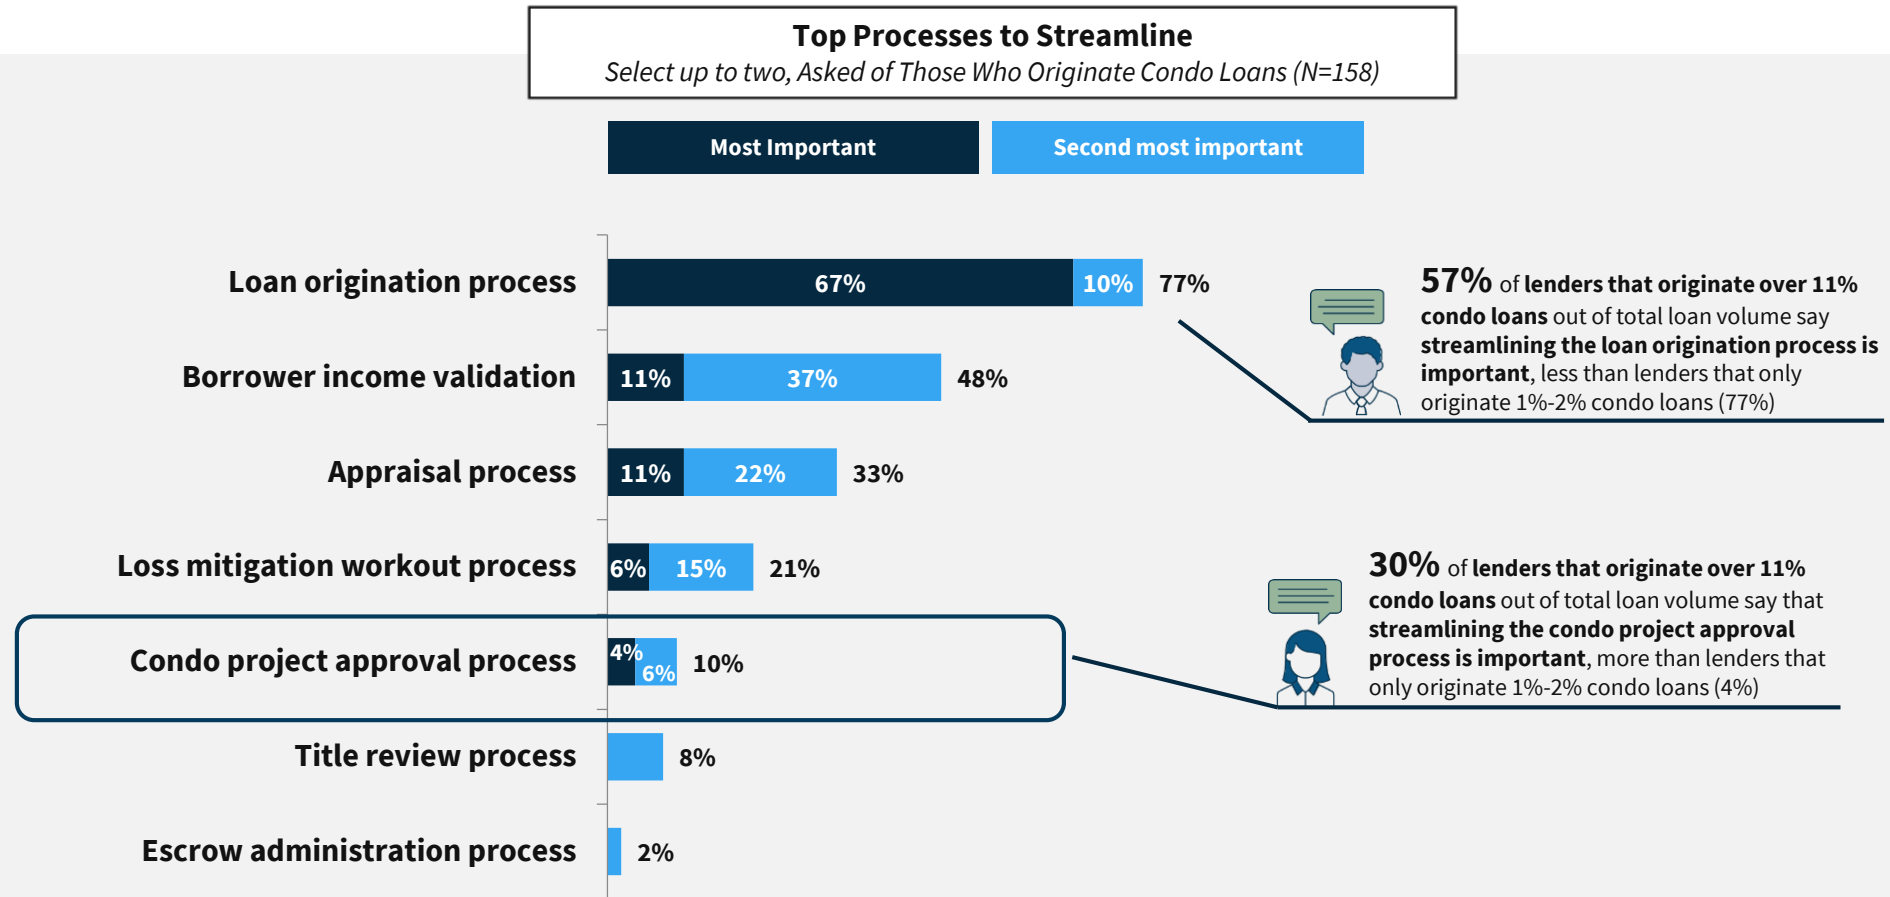 Top Processes to Streamline
Select up to two, Asked of Those Who Originate Condo Loans (N=158)
Most Important
Second most important
Loan origination process
67%
10%
77%
Borrower income validation
11%
37%
48%
Appraisal process
11%
22%
33%
Loss mitigation workout process
6%
15%
21%
Condo project approval process
4%
6%
10%
Title review process
8%
Escrow administration process
2%
57% of lenders that originate over 11%
condo loans out of total loan volume say
streamlining the loan origination process is
important, less than lenders that only
originate 1%-2% condo loans (77%)
30% of lenders that originate over 11%
condo loans out of total loan volume say that
streamlining the condo project approval
process is important, more than lenders that
only originate 1%-2% condo loans (4%)